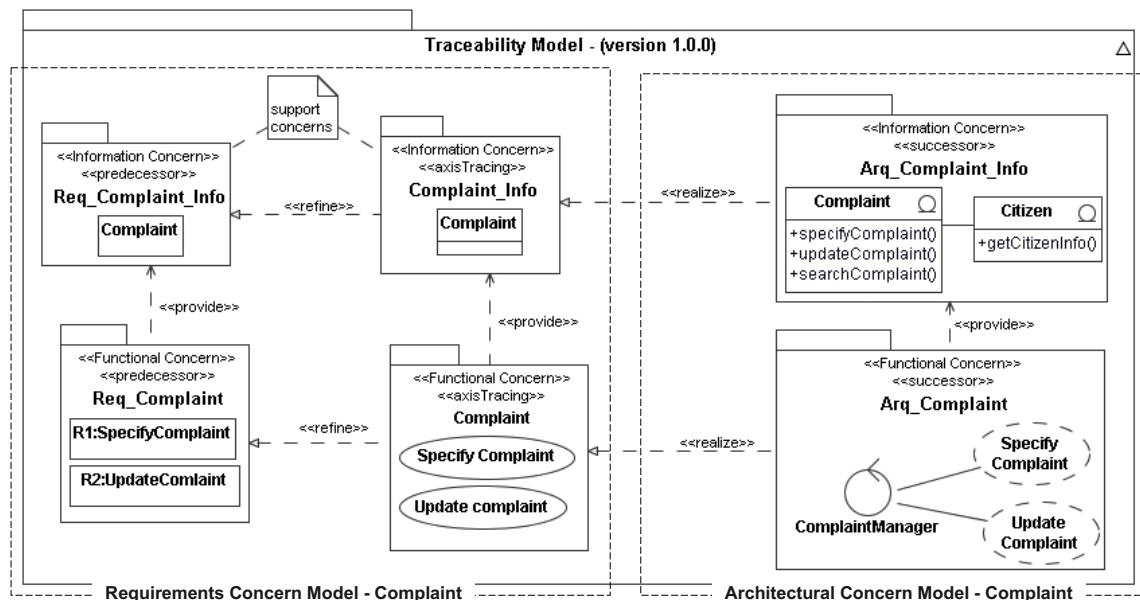 Traceability Model - (version 1.0.0)
support
concerns
<<Information Concern>>
<<predecessor>>
Req_Complaint_Info
Complaint
<<refine>>
<<Information Concern>>
<<axisTracing>>
Complaint_Info
Complaint
<<realize>>
<<Information Concern>>
<<successor>>
Arq_Complaint_Info
Complaint
+specifyComplaint()
+updateComplaint()
+searchComplaint()
Citizen
+getCitizenInfo()
<<provide>>
<<provide>>
<<provide>>
<<Functional Concern>>
<<predecessor>>
Req_Complaint
R1:SpecifyComplaint
R2:UpdateComlaint
<<refine>>
<<Functional Concern>>
<<axisTracing>>
Complaint
Specify Complaint
Update complaint
<<realize>>
<<Functional Concern>>
<<successor>>
Arq_Complaint
ComplaintManager
Specify
Complaint
Update
Complaint
Requirements Concern Model - Complaint
Architectural Concern Model - Complaint